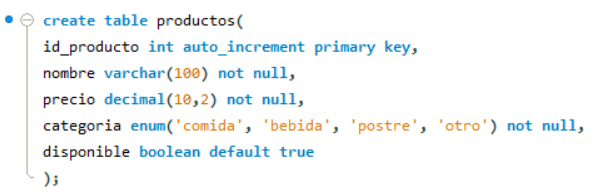 create table productos(
id_producto int auto_increment primary key,
nombre varchar(100) not null,
precio decimal(10,2) not null,
categoria enum('comida', 'bebida', 'postre', 'otro') not null,
disponible boolean default true
);